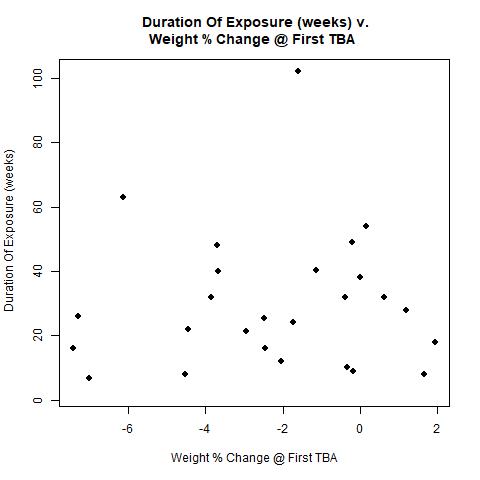 Duration Of Exposure (weeks) v.
Weight % Change @ First TBA
Duration Of Exposure (weeks)
100
80
60
40
20
0
-6 -4 -2 0 2
Weight % Change @ First TBA